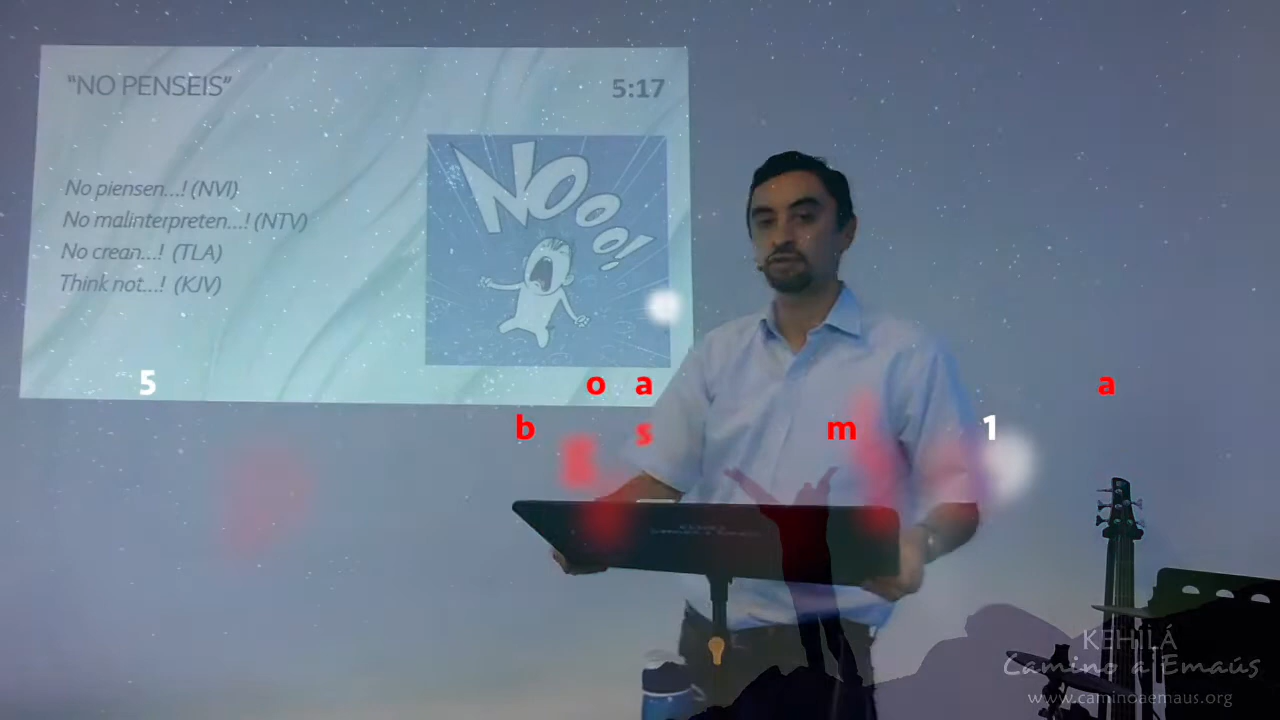 "NO PENSEIS"
5:17
No piensen...! (NVI)
No malinterpreten...! (NTV)
No crean...! (TLA)
Think not...! (KJV)
NOooo!
5 o a a
b s m 1
KEHILÁ
Camino a Emaús
www.caminoaemaus.org